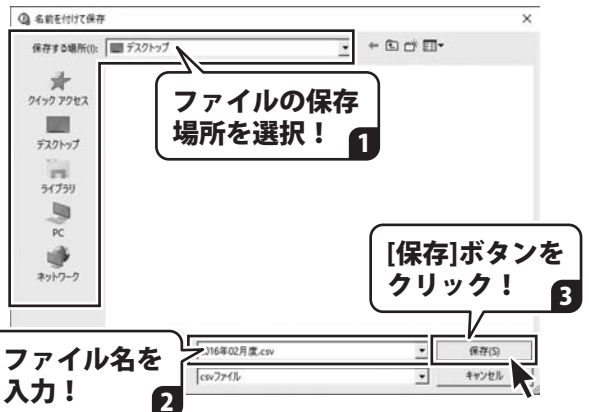 名前を付けて保存
保存する場所(I):
デスクトップ
ファイルの保存
場所を選択！
1
クイック アクセス
デスクトップ
ライブラリ
PC
ネットワーク
[保存]ボタンを
クリック！
3
ファイル名を
入力！
2
016年02月度.csv
保存(S)
csvファイル
キャンセル